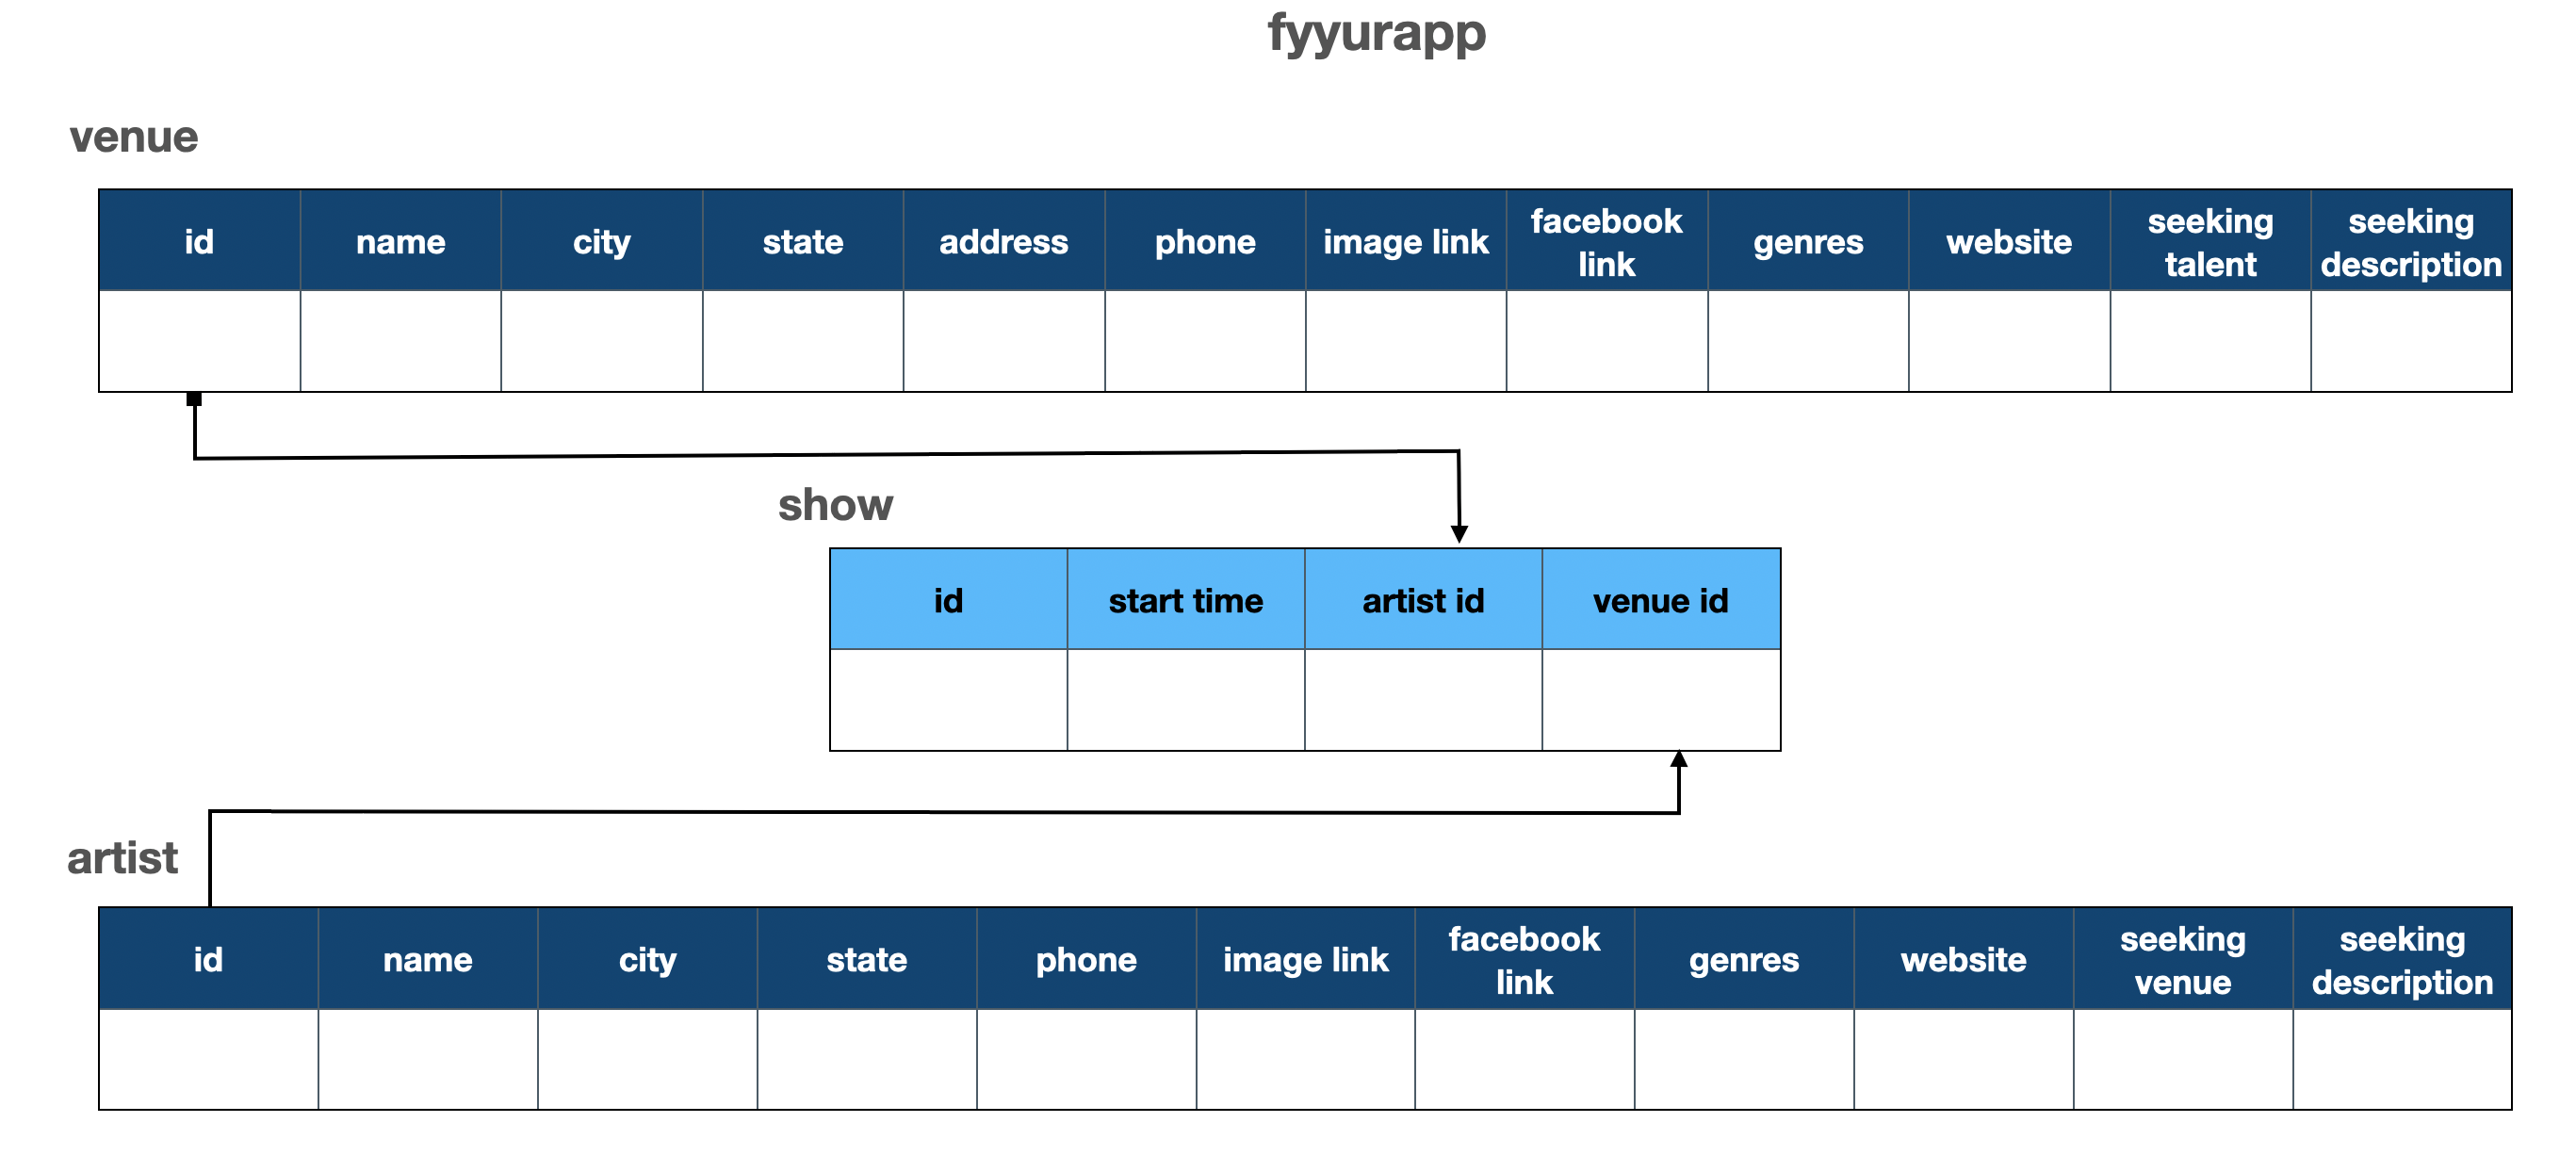 fyyurapp
venue
id
name
city
state
address
phone
image link
facebook
link
genres
website
seeking
talent
seeking
description
show
id
start time
artist id
venue id
artist
id
name
city
state
phone
image link
facebook
link
genres
website
seeking
venue
seeking
description